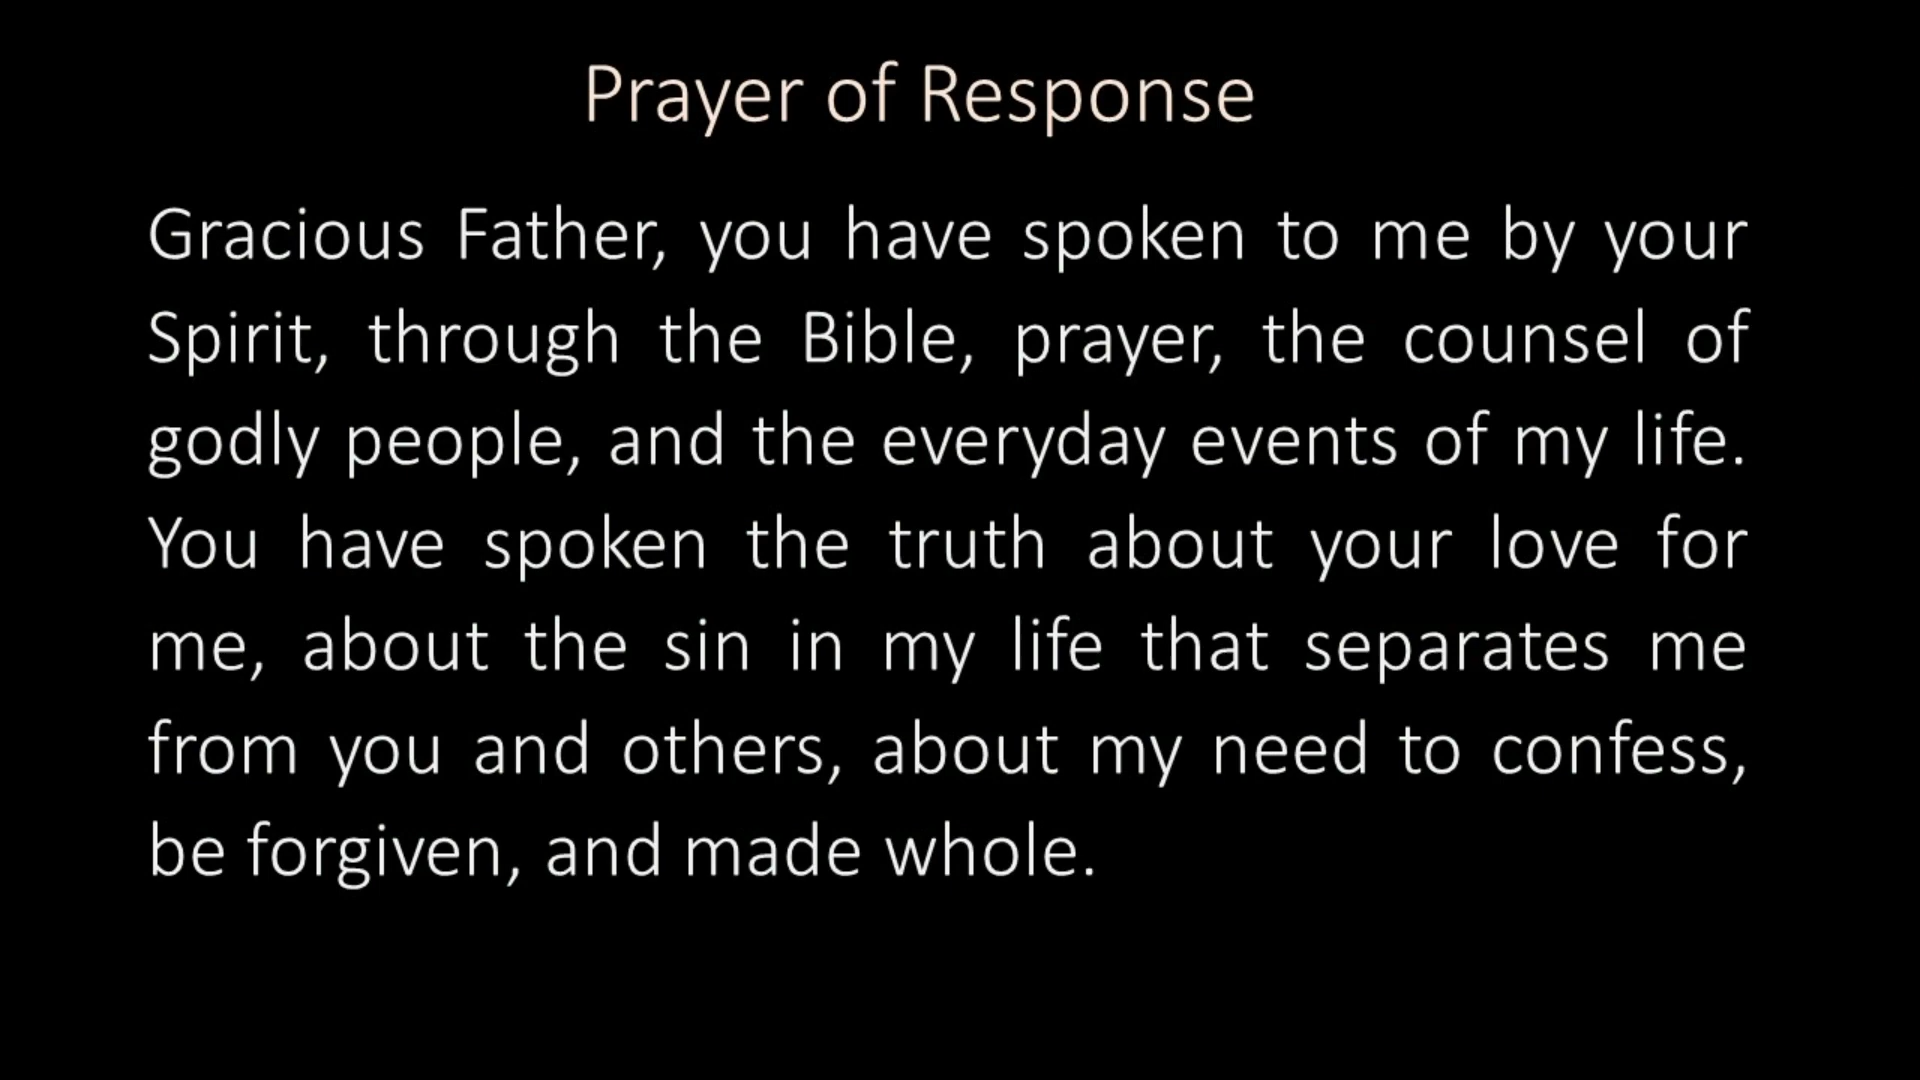 Prayer of Response
Gracious Father, you have spoken to me by your
Spirit, through the Bible, prayer, the counsel of
godly people, and the everyday events of my life.
You have spoken the truth about your love for
me, about the sin in my life that separates me
from you and others, about my need to confess,
be forgiven, and made whole.